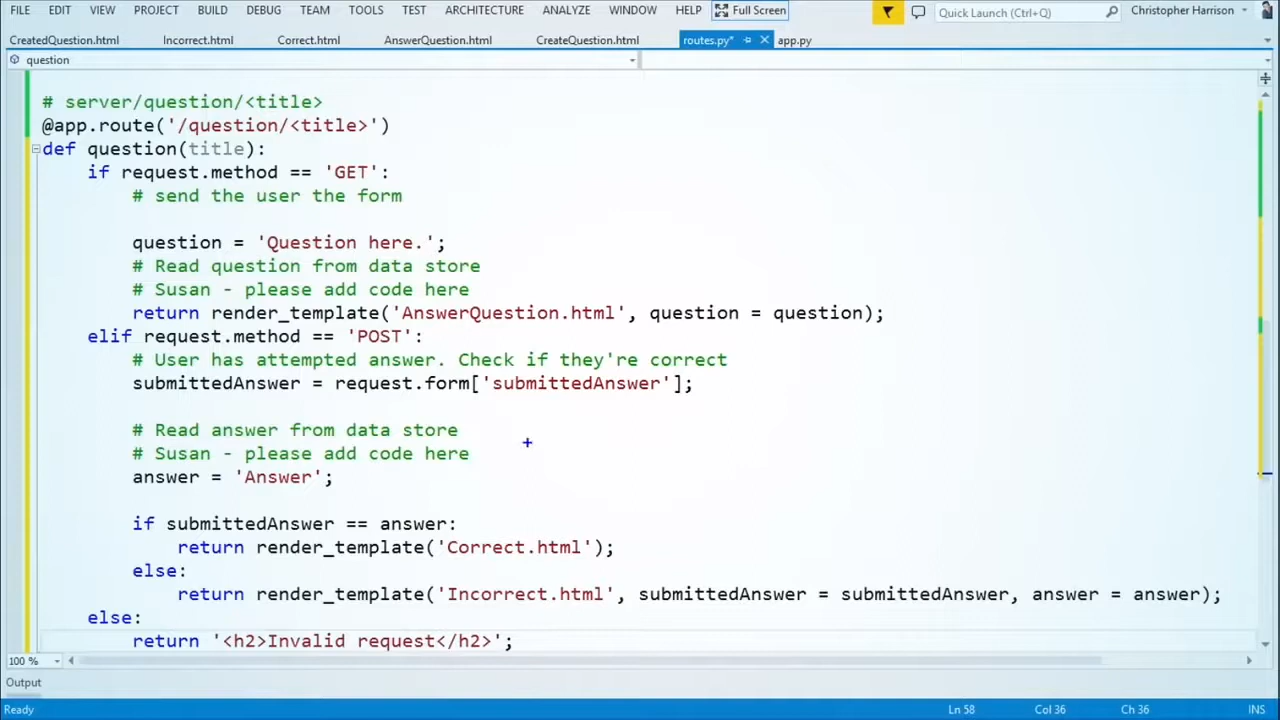 FILE EDIT VIEW PROJECT BUILD DEBUG TEAM TOOLS TEST ARCHITECTURE ANALYZE WINDOW HELP Full Screen Quick Launch (Ctrl+Q) Christopher Harrison
CreatedQuestion.html Incorrect.html Correct.html AnswerQuestion.html CreateQuestion.html routes.py* app.py
question
# server/question/<title>
@app.route('/question/<title>')
def question(title):
    if request.method == 'GET':
        # send the user the form
        question = 'Question here.';
        # Read question from data store
        # Susan - please add code here
        return render_template('AnswerQuestion.html', question = question);
    elif request.method == 'POST':
        # User has attempted answer. Check if they're correct
        submittedAnswer = request.form['submittedAnswer'];
        # Read answer from data store
        # Susan - please add code here
        answer = 'Answer';
        if submittedAnswer == answer:
            return render_template('Correct.html');
        else:
            return render_template('Incorrect.html', submittedAnswer = submittedAnswer, answer = answer);
    else:
        return '<h2>Invalid request</h2>';
100 %
Output
Ready Ln 58 Col 36 Ch 36 INS